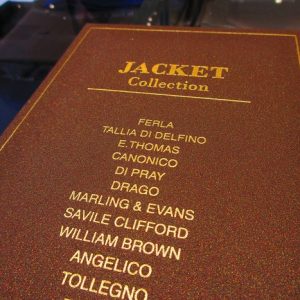 JACKET
Collection
FERLA
TALLIA DI DELFINO
E.THOMAS
CANONICO
DI PRAY
DRAGO
MARLING & EVANS
SAVILE CLIFFORD
WILLIAM BROWN
ANGELICO
TOLLEGNO